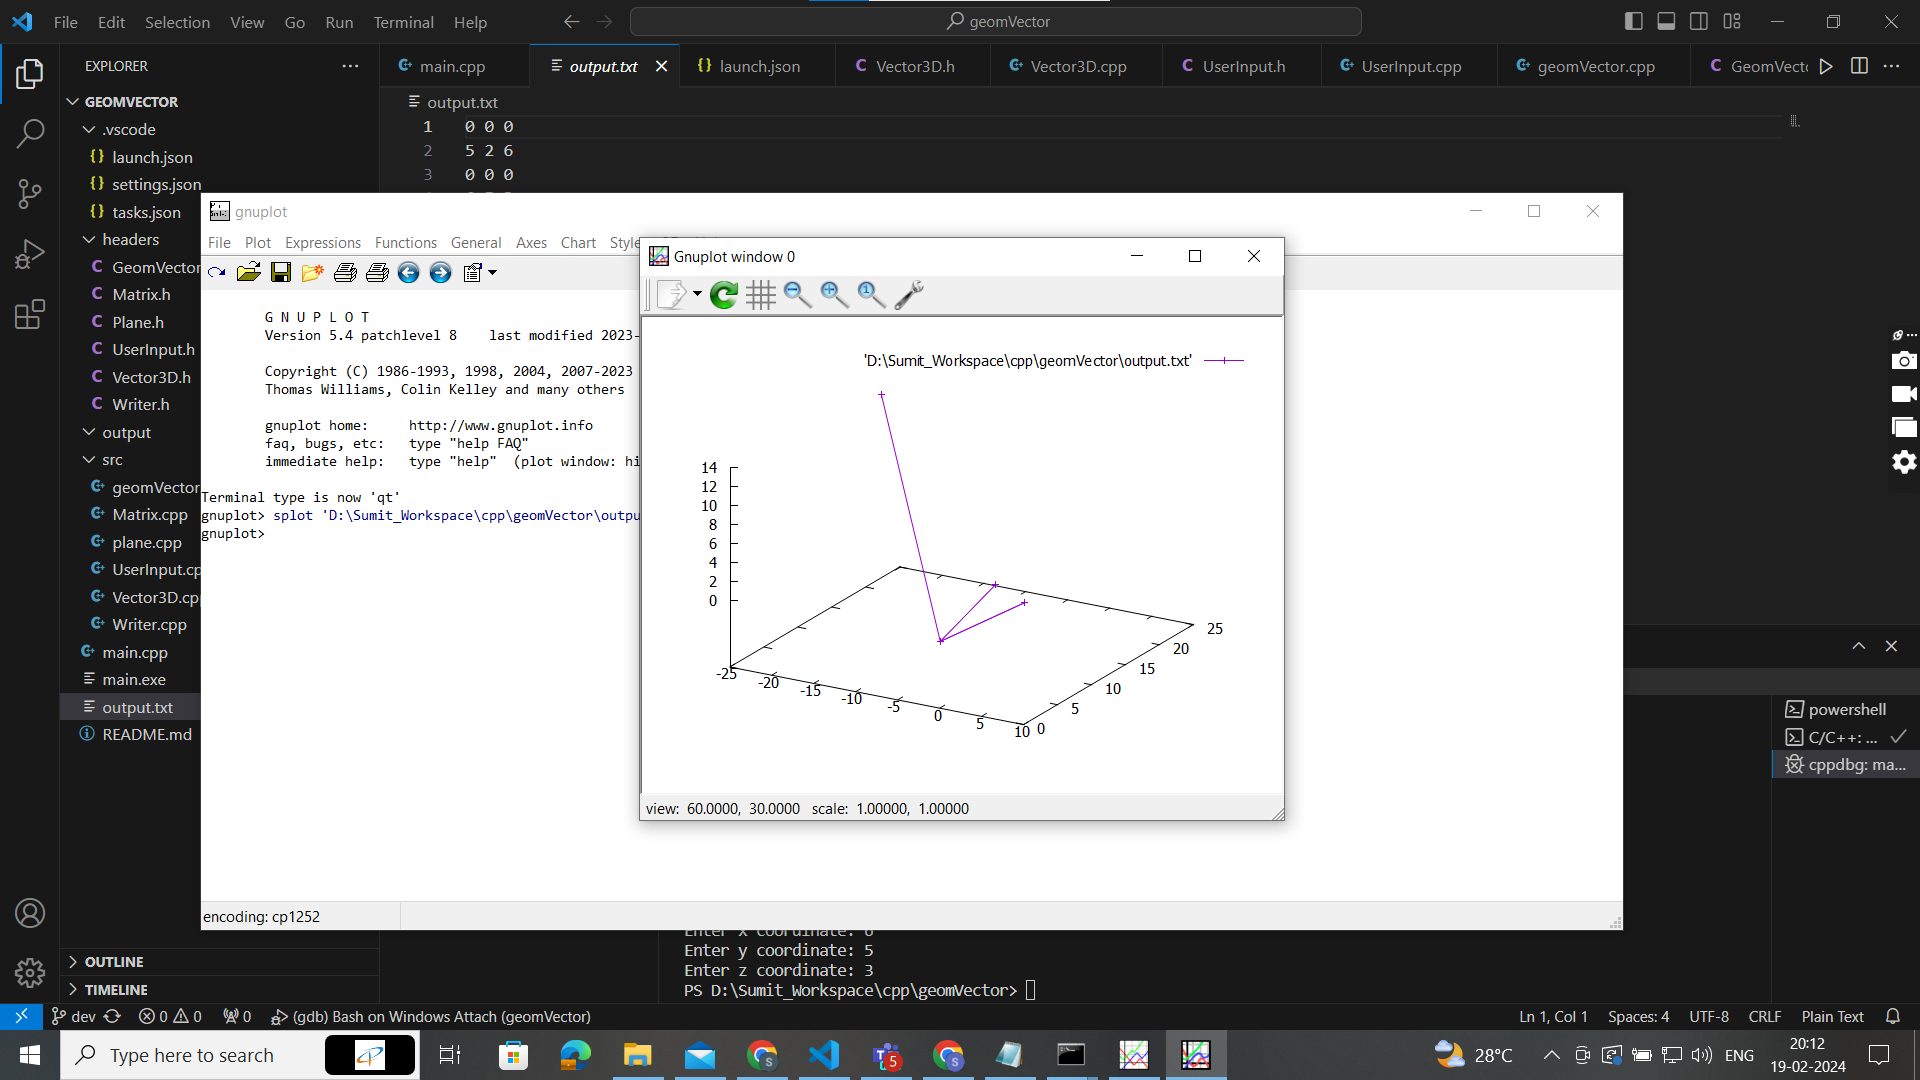 File Edit Selection View Go Run Terminal Help
geomVector
EXPLORER
main.cpp
output.txt
launch.json
Vector3D.h
Vector3D.cpp
UserInput.h
UserInput.cpp
geomVector.cpp
GeomVect
GEOMVECTOR
.vscode
launch.json
settings.json
tasks.json
headers
GeomVector
Matrix.h
Plane.h
UserInput.h
Vector3D.h
Writer.h
output
src
geomVector
Matrix.cpp
plane.cpp
UserInput.cp
Vector3D.cp
Writer.cpp
main.cpp
main.exe
output.txt
README.md
OUTLINE
TIMELINE
output.txt
1 0 0 0
2 5 2 6
3 0 0 0
gnuplot
File Plot Expressions Functions General Axes Chart Style
G N U P L O T
Version 5.4 patchlevel 8 last modified 2023-
Copyright (C) 1986-1993, 1998, 2004, 2007-2023
Thomas Williams, Colin Kelley and many others
gnuplot home: http://www.gnuplot.info
faq, bugs, etc: type "help FAQ"
immediate help: type "help" (plot window: hi
Terminal type is now 'qt'
gnuplot> splot 'D:\Sumit_Workspace\cpp\geomVector\outpu
gnuplot>
encoding: cp1252
Gnuplot window 0
'D:\Sumit_Workspace\cpp\geomVector\output.txt'
14
12
10
8
6
4
2
0
-25 -20 -15 -10 -5 0 5 10
0 5 10 15 20 25
view: 60.0000, 30.0000 scale: 1.00000, 1.00000
powershell
C/C++: ...
cppdbg: ma...
Enter x coordinate: 6
Enter y coordinate: 5
Enter z coordinate: 3
PS D:\Sumit_Workspace\cpp\geomVector>
dev 0 0 0 (gdb) Bash on Windows Attach (geomVector)
Ln 1, Col 1 Spaces: 4 UTF-8 CRLF Plain Text
Type here to search
5
28°C
ENG
20:12
19-02-2024